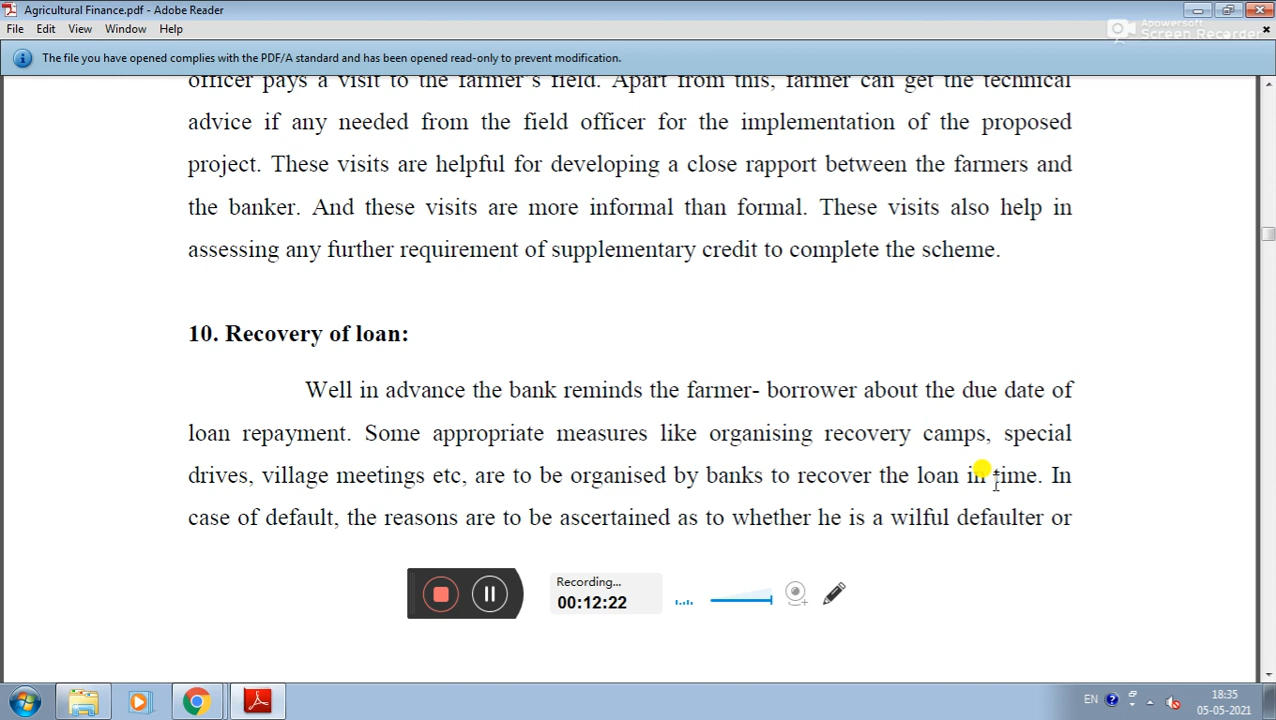 Agricultural Finance.pdf - Adobe Reader
File Edit View Window Help
Apowersoft
Screen Recorder
The file you have opened complies with the PDF/A standard and has been opened read-only to prevent modification.
officer pays a visit to the farmer's field. Apart from this, farmer can get the technical
advice if any needed from the field officer for the implementation of the proposed
project. These visits are helpful for developing a close rapport between the farmers and
the banker. And these visits are more informal than formal. These visits also help in
assessing any further requirement of supplementary credit to complete the scheme.
10. Recovery of loan:
Well in advance the bank reminds the farmer- borrower about the due date of
loan repayment. Some appropriate measures like organising recovery camps, special
drives, village meetings etc, are to be organised by banks to recover the loan in time. In
case of default, the reasons are to be ascertained as to whether he is a wilful defaulter or
Recording...
00:12:22
EN
18:35
05-05-2021